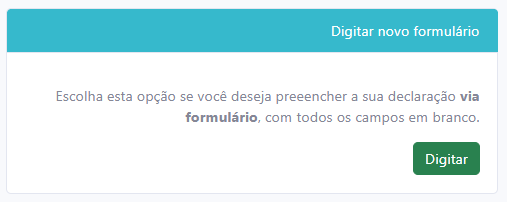 Digitar novo formulário
Escolha esta opção se você deseja preeencher a sua declaração via
formulário, com todos os campos em branco.
Digitar